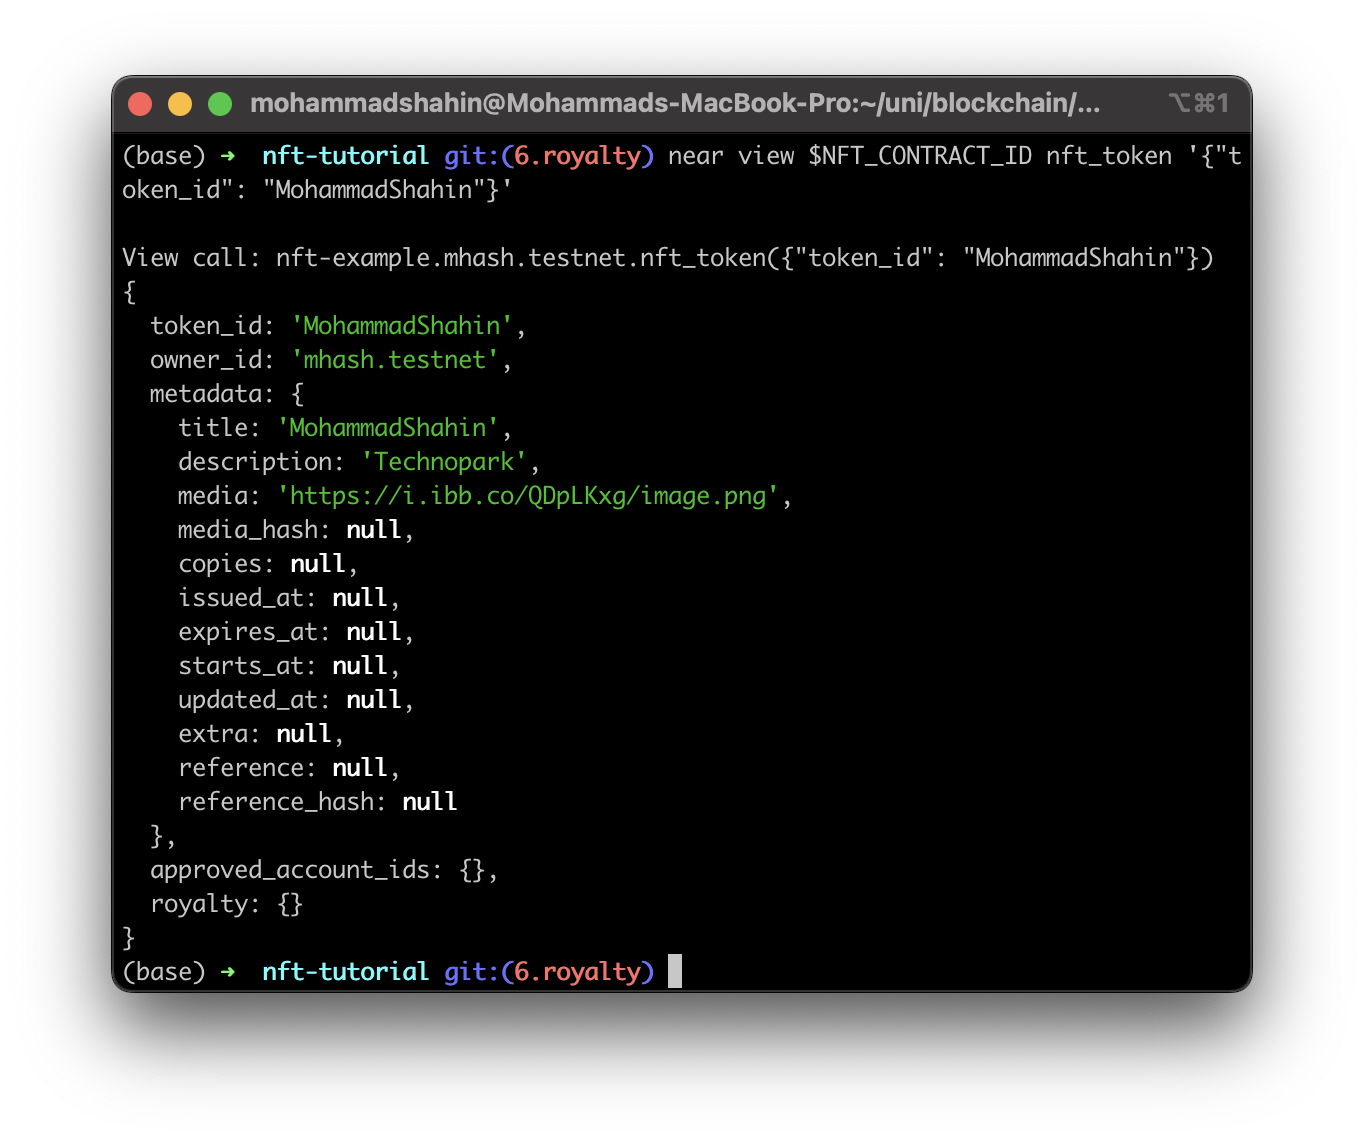 mohammadshahin@Mohammads-MacBook-Pro:~/uni/blockchain/... ⌥⌘1
(base) ➜  nft-tutorial git:(6.royalty) near view $NFT_CONTRACT_ID nft_token '{"t
oken_id": "MohammadShahin"}'

View call: nft-example.mhash.testnet.nft_token({"token_id": "MohammadShahin"})
{
  token_id: 'MohammadShahin',
  owner_id: 'mhash.testnet',
  metadata: {
    title: 'MohammadShahin',
    description: 'Technopark',
    media: 'https://i.ibb.co/QDpLKxg/image.png',
    media_hash: null,
    copies: null,
    issued_at: null,
    expires_at: null,
    starts_at: null,
    updated_at: null,
    extra: null,
    reference: null,
    reference_hash: null
  },
  approved_account_ids: {},
  royalty: {}
}
(base) ➜  nft-tutorial git:(6.royalty)